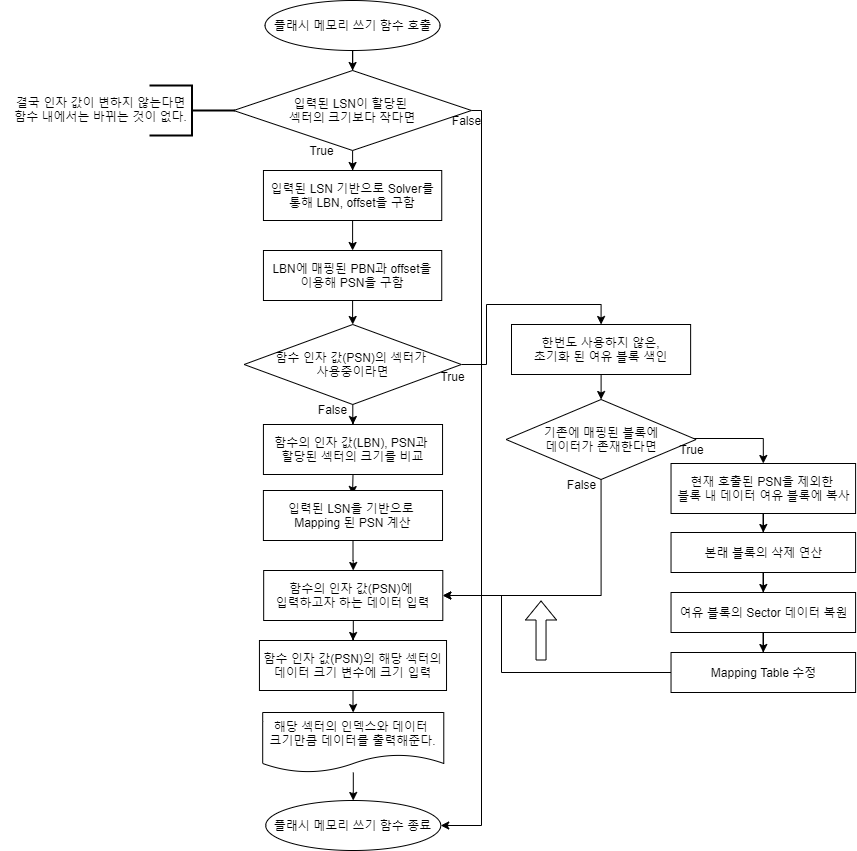 플래시 메모리 쓰기 함수 호출
결국 인자 값이 변하지 않는다면
함수 내에서는 바뀌는 것이 없다.
입력된 LSN이 할당된
섹터의 크기보다 작다면
False
True
입력된 LSN 기반으로 Solver를
통해 LBN, offset을 구함
LBN에 매핑된 PBN과 offset을
이용해 PSN을 구함
함수 인자 값(PSN)의 섹터가
사용중이라면
True
False
한번도 사용하지 않은,
초기화 된 여유 블록 색인
기존에 매핑된 블록에
데이터가 존재한다면
True
False
함수의 인자 값(LBN), PSN과
할당된 섹터의 크기를 비교
현재 호출된 PSN을 제외한
블록 내 데이터 여유 블록에 복사
입력된 LSN을 기반으로
Mapping 된 PSN 계산
본래 블록의 삭제 연산
함수의 인자 값(PSN)에
입력하고자 하는 데이터 입력
여유 블록의 Sector 데이터 복원
함수 인자 값(PSN)의 해당 섹터의
데이터 크기 변수에 크기 입력
Mapping Table 수정
해당 섹터의 인덱스와 데이터
크기만큼 데이터를 출력해준다.
플래시 메모리 쓰기 함수 종료